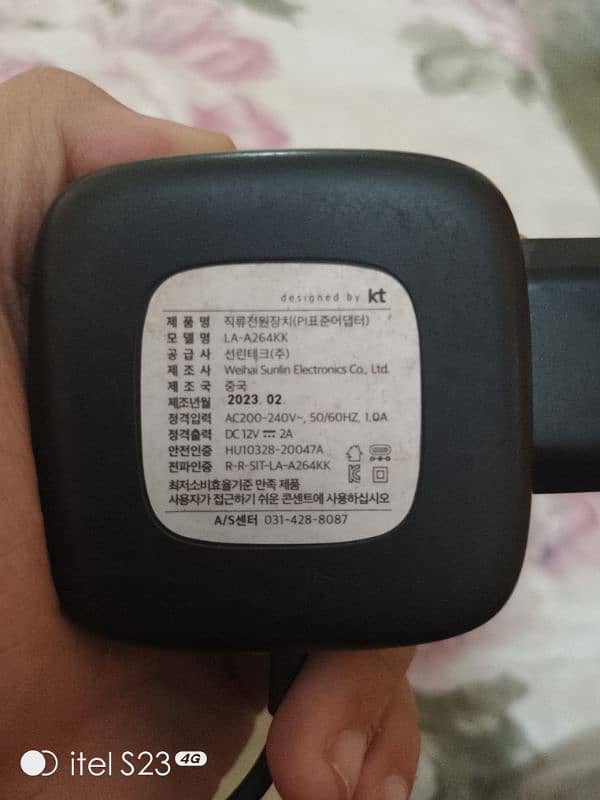 designed by kt
제 품 명 직류전원장치(PI표준어댑터)
모 델 명 LA-A264KK
공 급 사 선린테크(주)
제 조 사 Weihai Sunlin Electronics Co., Ltd.
제 조 국 중국
제조년월 2023. 02.
정격입력 AC200-240V~, 50/60HZ, 1.0A
정격출력 DC 12V ⎓ 2A
안전인증 HU10328-20047A
전파인증 R-R-SIT-LA-A264KK
최저소비효율기준 만족 제품
사용자가 접근하기 쉬운 콘센트에 사용하십시오
A/S센터 031-428-8087
itel S23 4G